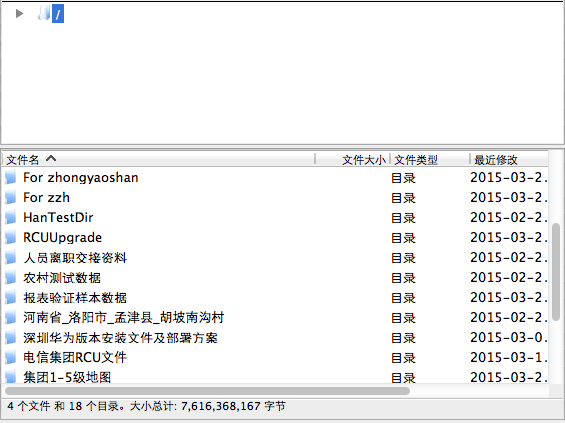 /
文件名 文件大小 文件类型 最近修改
For zhongyaoshan 目录 2015-03-2.
For zzh 目录 2015-03-2.
HanTestDir 目录 2015-02-2.
RCUUpgrade 目录 2015-03-2.
人员离职交接资料 目录 2015-02-2.
农村测试数据 目录 2015-02-2.
报表验证样本数据 目录 2015-03-2.
河南省_洛阳市_孟津县_胡坡南沟村 目录 2015-02-2.
深圳华为版本安装文件及部署方案 目录 2015-03-0.
电信集团RCU文件 目录 2015-03-1.
集团1-5级地图 目录 2015-03-2.
4 个文件 和 18 个目录。大小总计: 7,616,368,167 字节